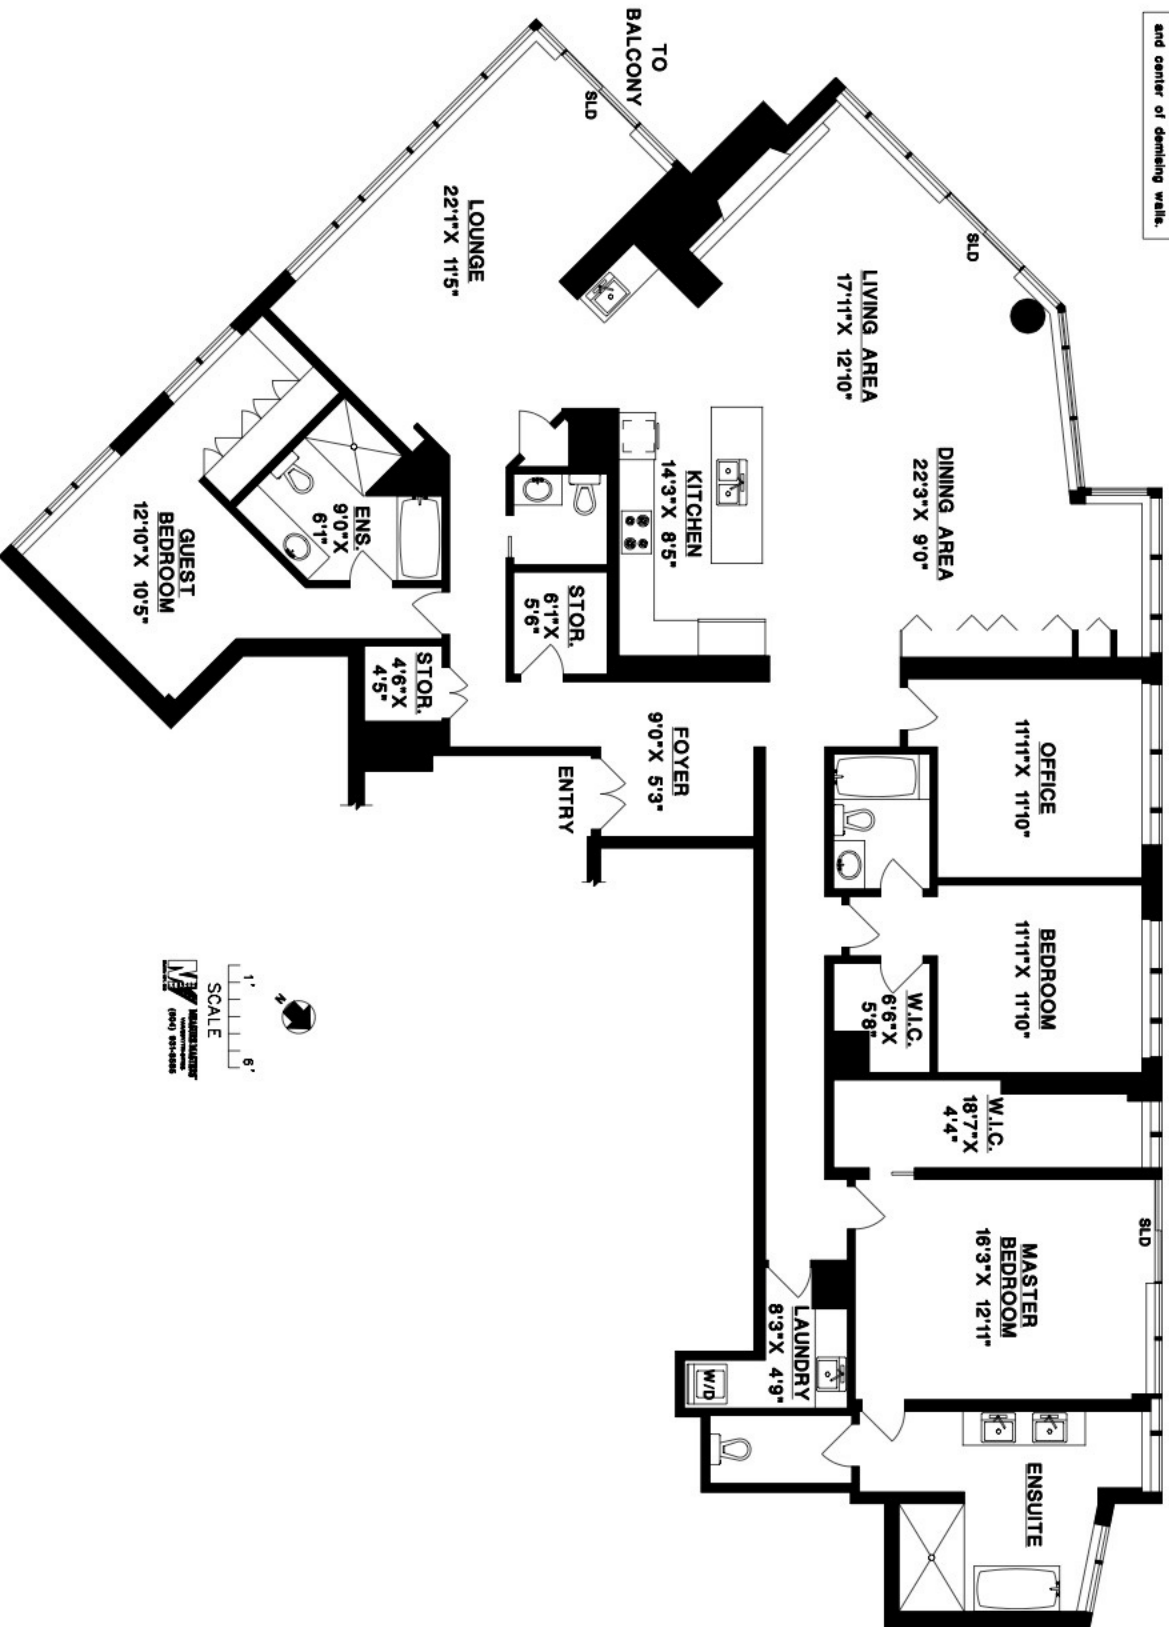 and center of demising walls.
TO
BALCONY
SLD
LOUNGE
22'1"X 11'5"
LIVING AREA
17'11"X 12'10"
SLD
DINING AREA
22'3"X 9'0"
KITCHEN
14'3"X 8'5"
GUEST
BEDROOM
12'10"X 10'5"
ENS.
9'0"X
6'1"
STOR.
6'1"X
5'6"
STOR.
4'6"X
4'5"
FOYER
9'0"X 5'3"
ENTRY
OFFICE
11'11"X 11'10"
BEDROOM
11'11"X 11'10"
W.I.C.
6'6"X
5'8"
W.I.C.
18'7"X
4'4"
SLD
MASTER
BEDROOM
16'3"X 12'11"
LAUNDRY
8'3"X 4'9"
W/D
ENSUITE
N
1' 6'
SCALE
MEASURE MASTERS